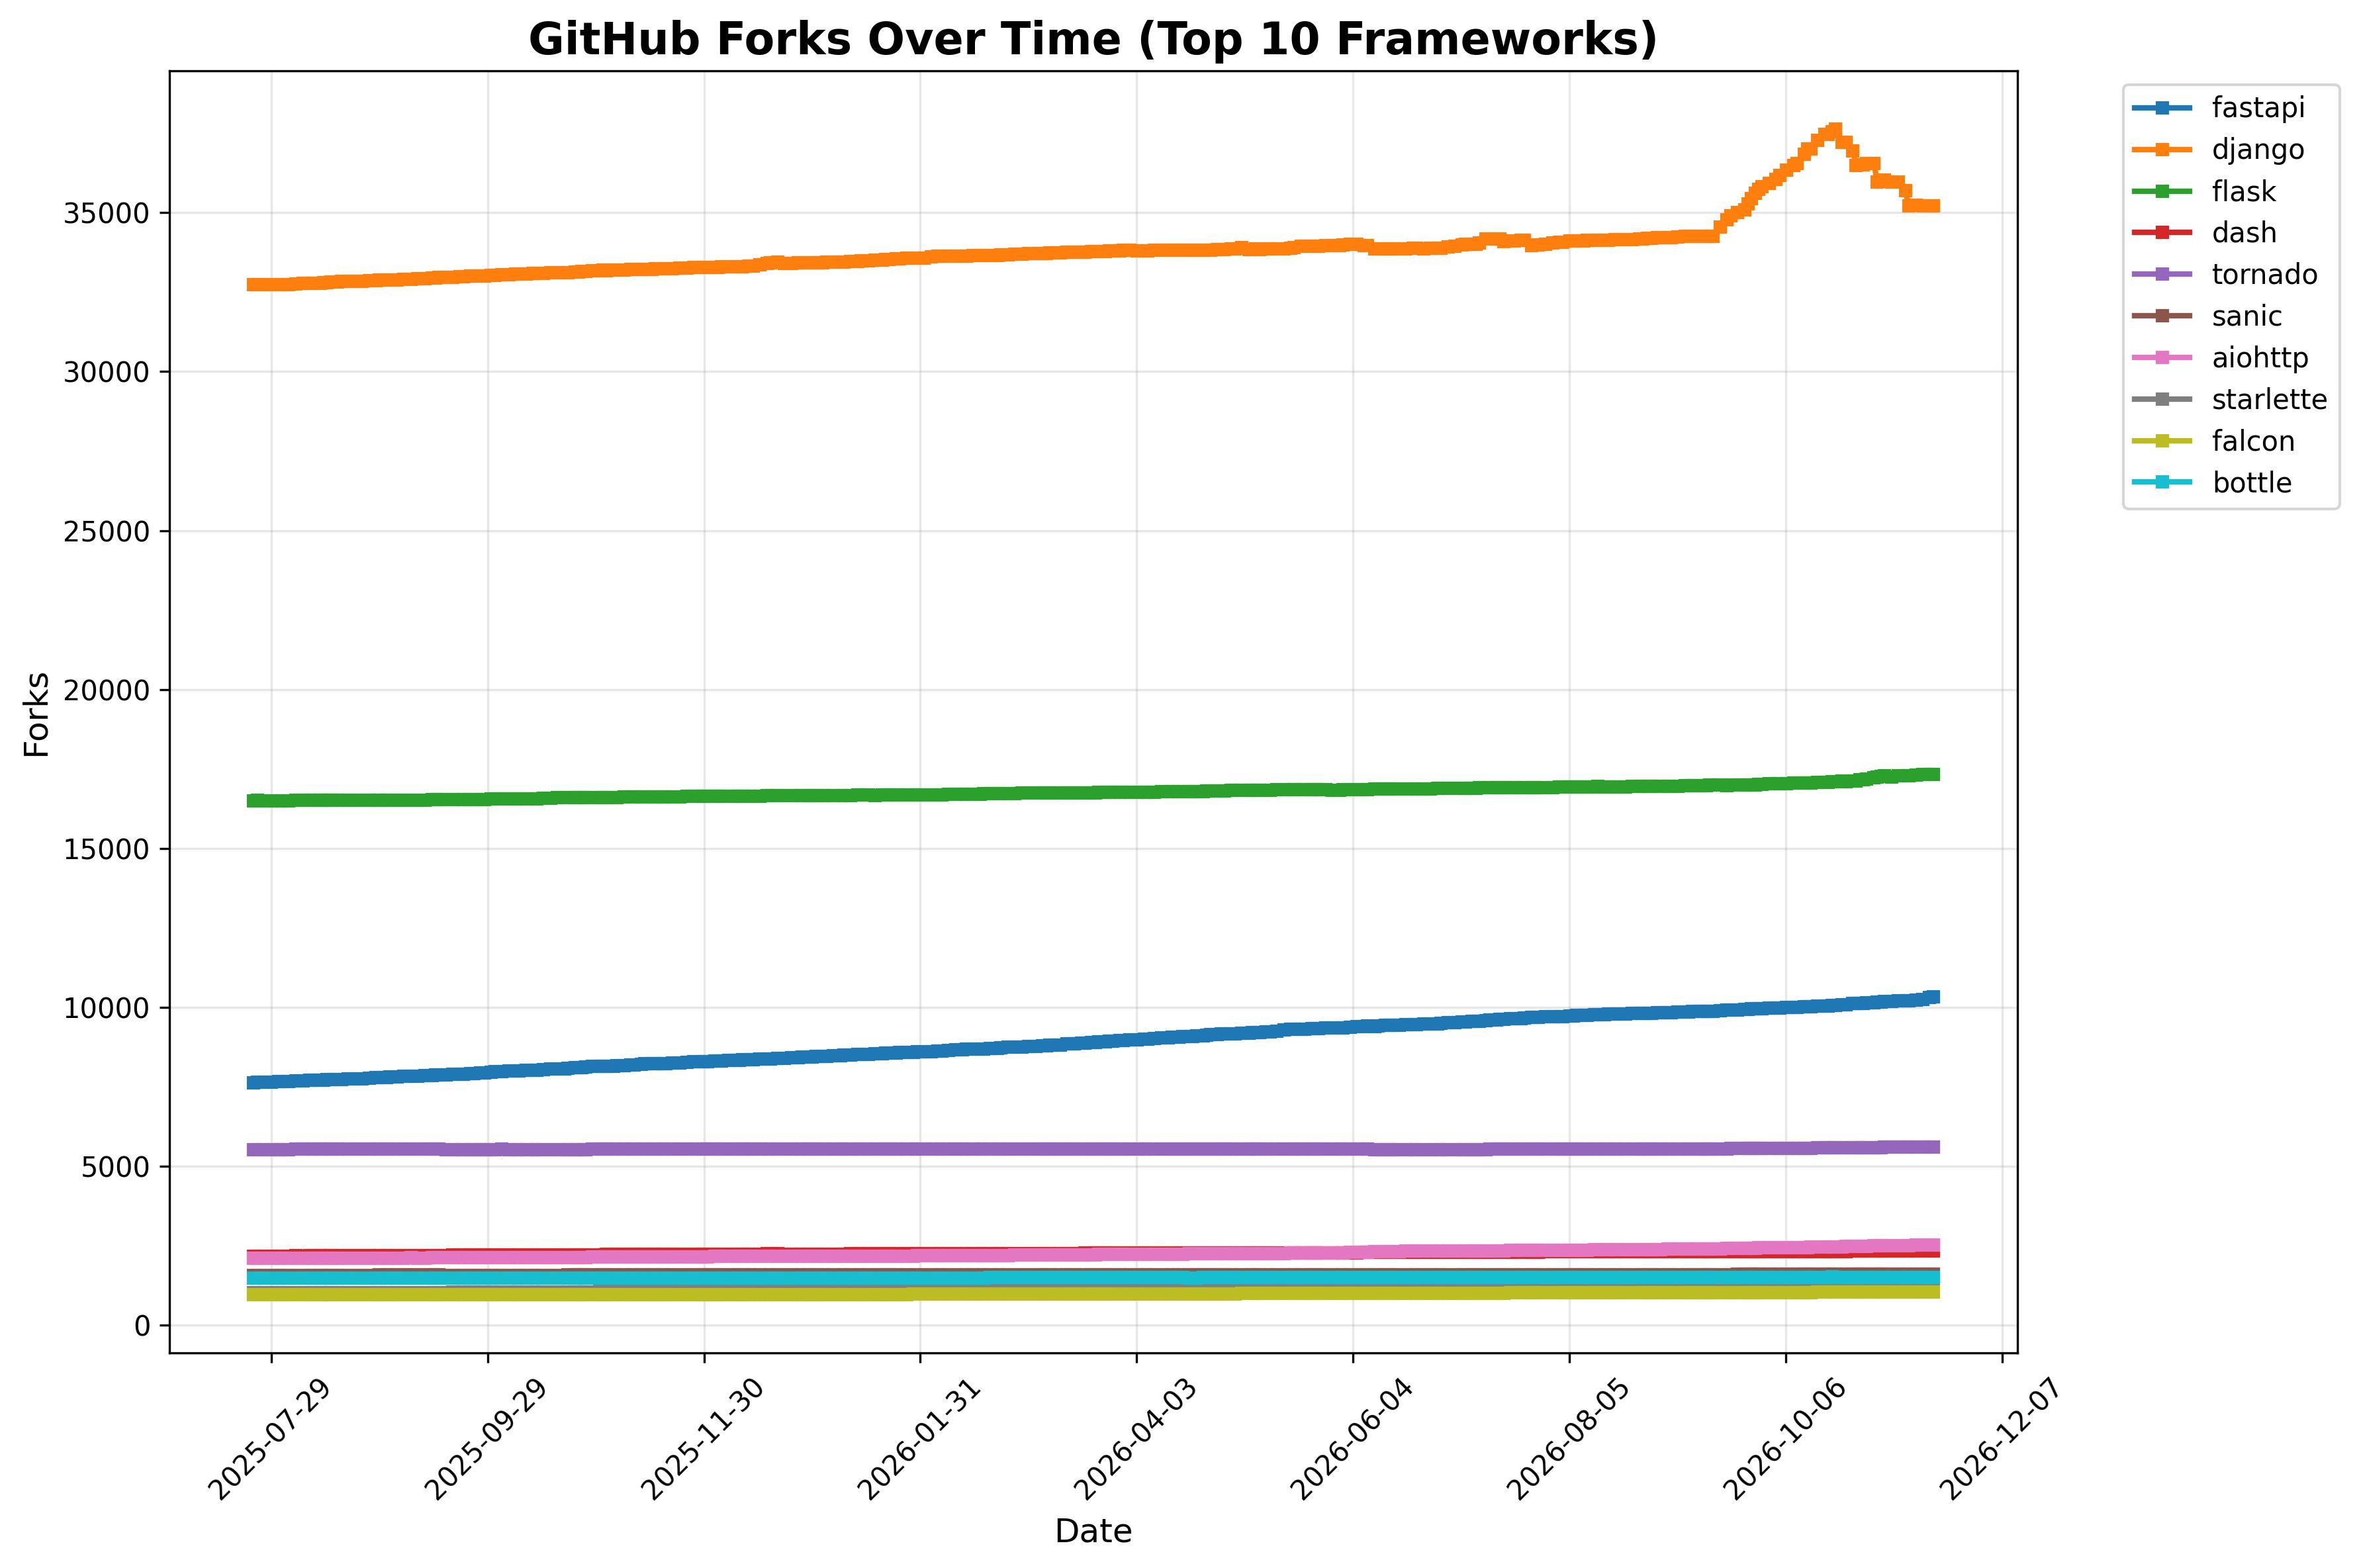 GitHub Forks Over Time (Top 10 Frameworks)
Forks
35000
30000
25000
20000
15000
10000
5000
0
2025-07-29
2025-09-29
2025-11-30
2026-01-31
2026-04-03
2026-06-04
2026-08-05
2026-10-06
2026-12-07
Date
fastapi
django
flask
dash
tornado
sanic
aiohttp
starlette
falcon
bottle